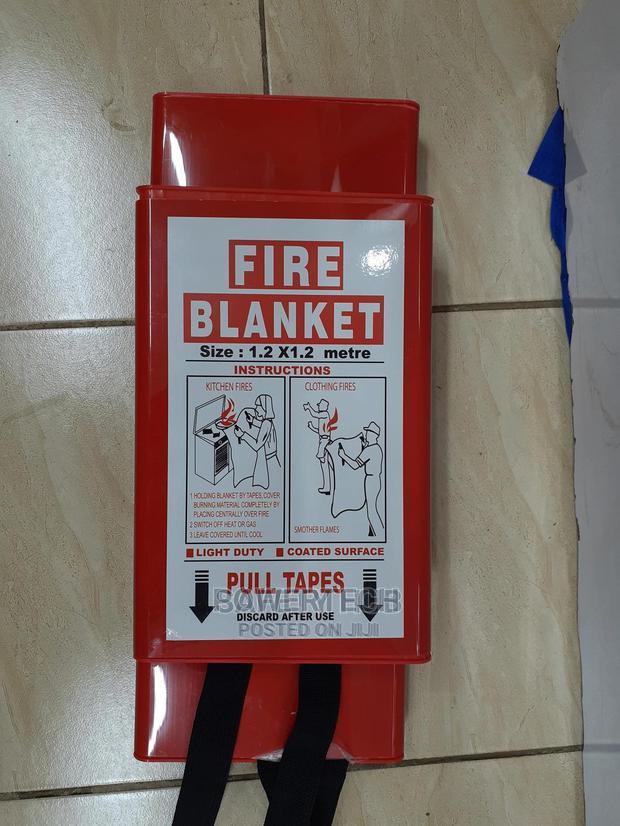 FIRE
BLANKET
Size : 1.2 X1.2 metre
INSTRUCTIONS
KITCHEN FIRES
1 HOLDING BLANKET BY TAPES, COVER
BURNING MATERIAL COMPLETELY BY
PLACING CENTRALLY OVER FIRE
2 SWITCH OFF HEAT OR GAS
3 LEAVE COVERED UNTIL COOL
CLOTHING FIRES
SMOTHER FLAMES
LIGHT DUTY COATED SURFACE
PULL TAPES
DISCARD AFTER USE
POSTED ON JIJI